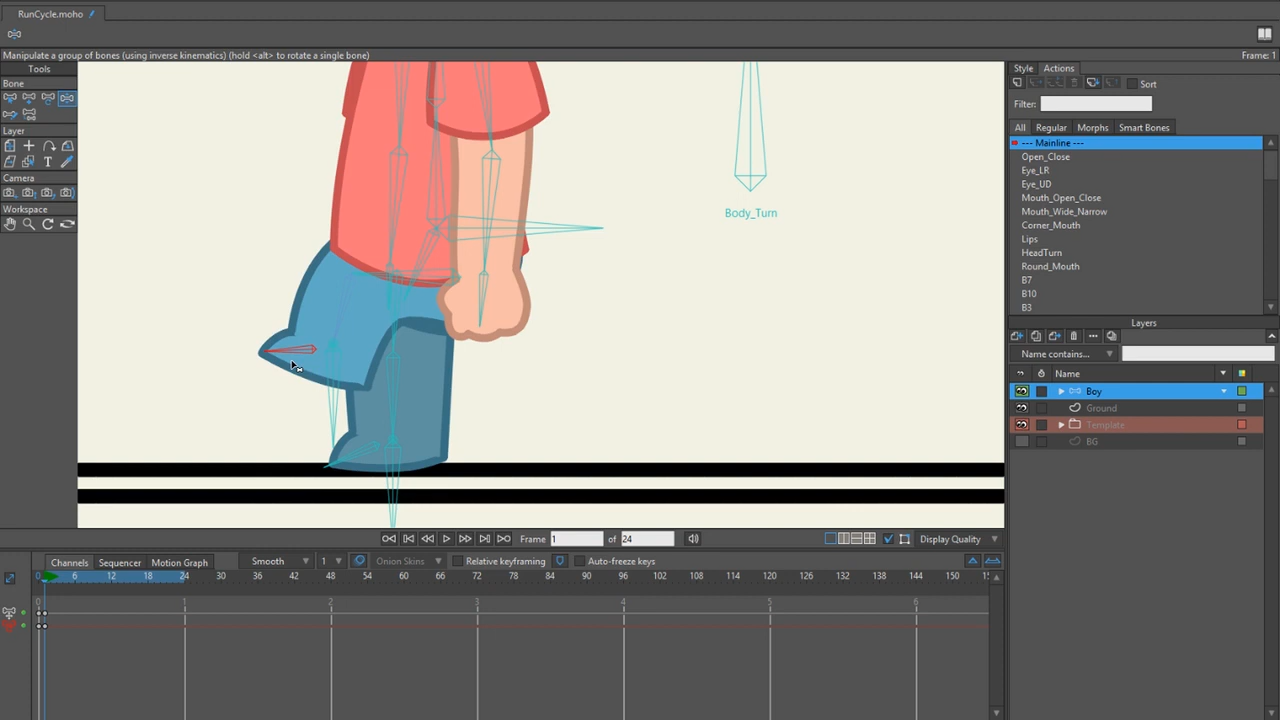 RunCycle.moho
Manipulate a group of bones (using inverse kinematics) (hold <alt> to rotate a single bone)
Frame: 1
Tools
Bone
Layer
T
Camera
Workspace
Body_Turn
Style Actions
Sort
Filter:
All Regular Morphs Smart Bones
--- Mainline ---
Open_Close
Eye_LR
Eye_UD
Mouth_Open_Close
Mouth_Wide_Narrow
Corner_Mouth
Lips
HeadTurn
Round_Mouth
B7
B10
B3
Layers
Name contains...
Name
Boy
Ground
Template
BG
Frame 1 of 24 Display Quality
Channels Sequencer Motion Graph Smooth 1 Onion Skins Relative keyframing Auto-freeze keys
0 6 12 18 24 30 36 42 48 54 60 66 72 78 84 90 96 102 108 114 120 126 132 138 144 150
0 1 2 3 4 5 6